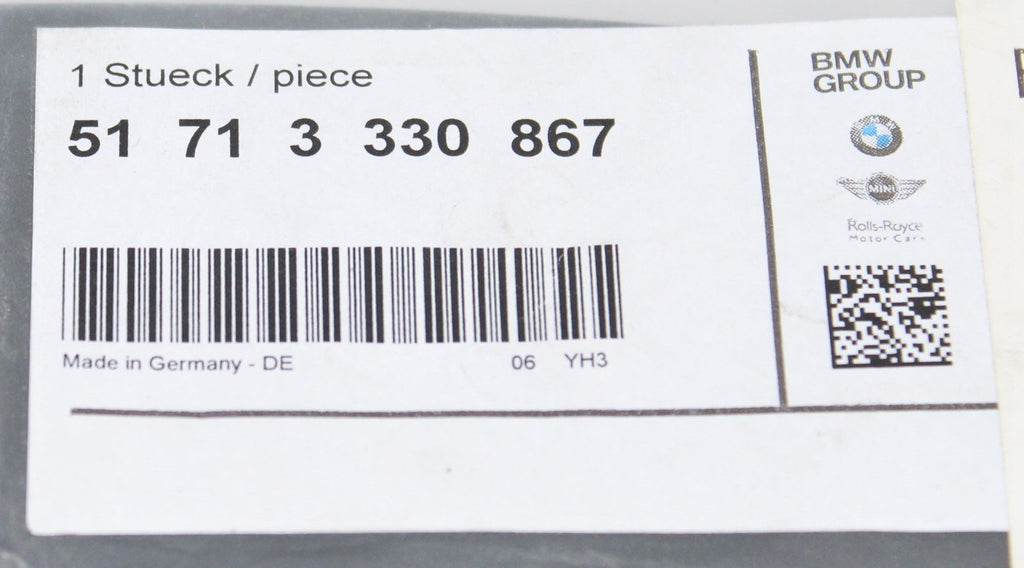 1 Stueck / piece
51 71 3 330 867
Made in Germany - DE 06 YH3
BMW
GROUP
MINI
Rolls-Royce
Motor Cars